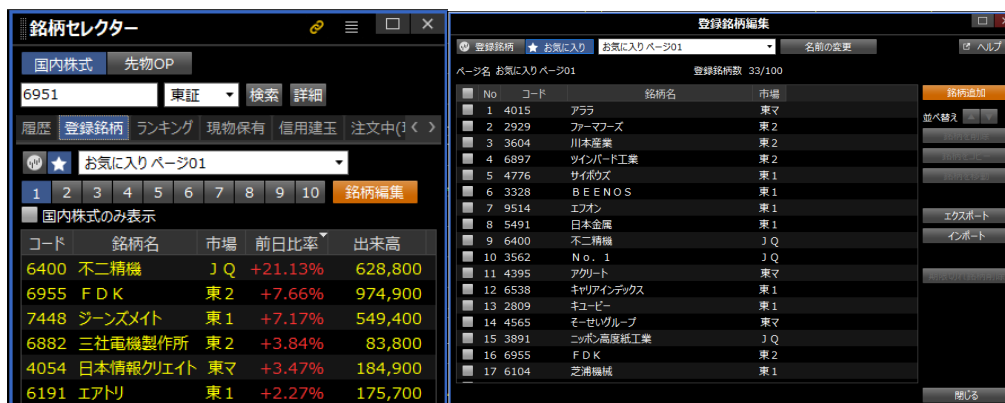 銘柄セレクター
国内株式 先物OP
6951 東証 検索 詳細
履歴 登録銘柄 ランキング 現物保有 信用建玉 注文中(
お気に入り ページ01
1 2 3 4 5 6 7 8 9 10 銘柄編集
国内株式のみ表示
コード 銘柄名 市場 前日比率 出来高
6400 不二精機 JQ +21.13% 628,800
6955 FDK 東2 +7.66% 974,900
7448 ジーンズメイト 東1 +7.17% 549,400
6882 三社電機製作所 東2 +3.84% 83,800
4054 日本情報クリエイト 東マ +3.47% 184,900
6191 エアトリ 東1 +2.27% 175,700
登録銘柄編集
登録銘柄 お気に入り お気に入り ページ01 名前の変更 ヘルプ
ページ名 お気に入り ページ01 登録銘柄数 33/100
No コード 銘柄名 市場 銘柄追加
並べ替え
1 4015 アララ 東マ
2 2929 ファーマフーズ 東2
3 3604 川本産業 東2
4 6897 ツインバード工業 東2
5 4776 サイボウズ 東1
6 3328 BEENOS 東1
7 9514 エフオン 東1
8 5491 日本金属 東1
9 6400 不二精機 JQ
10 3562 No.1 JQ
11 4395 アクリート 東マ
12 6538 キャリアインデックス 東1
13 2809 キユーピー 東1
14 4565 そーせいグループ 東マ
15 3891 ニッポン高度紙工業 JQ
16 6955 FDK 東2
17 6104 芝浦機械 東1
エクスポート
インポート
閉じる